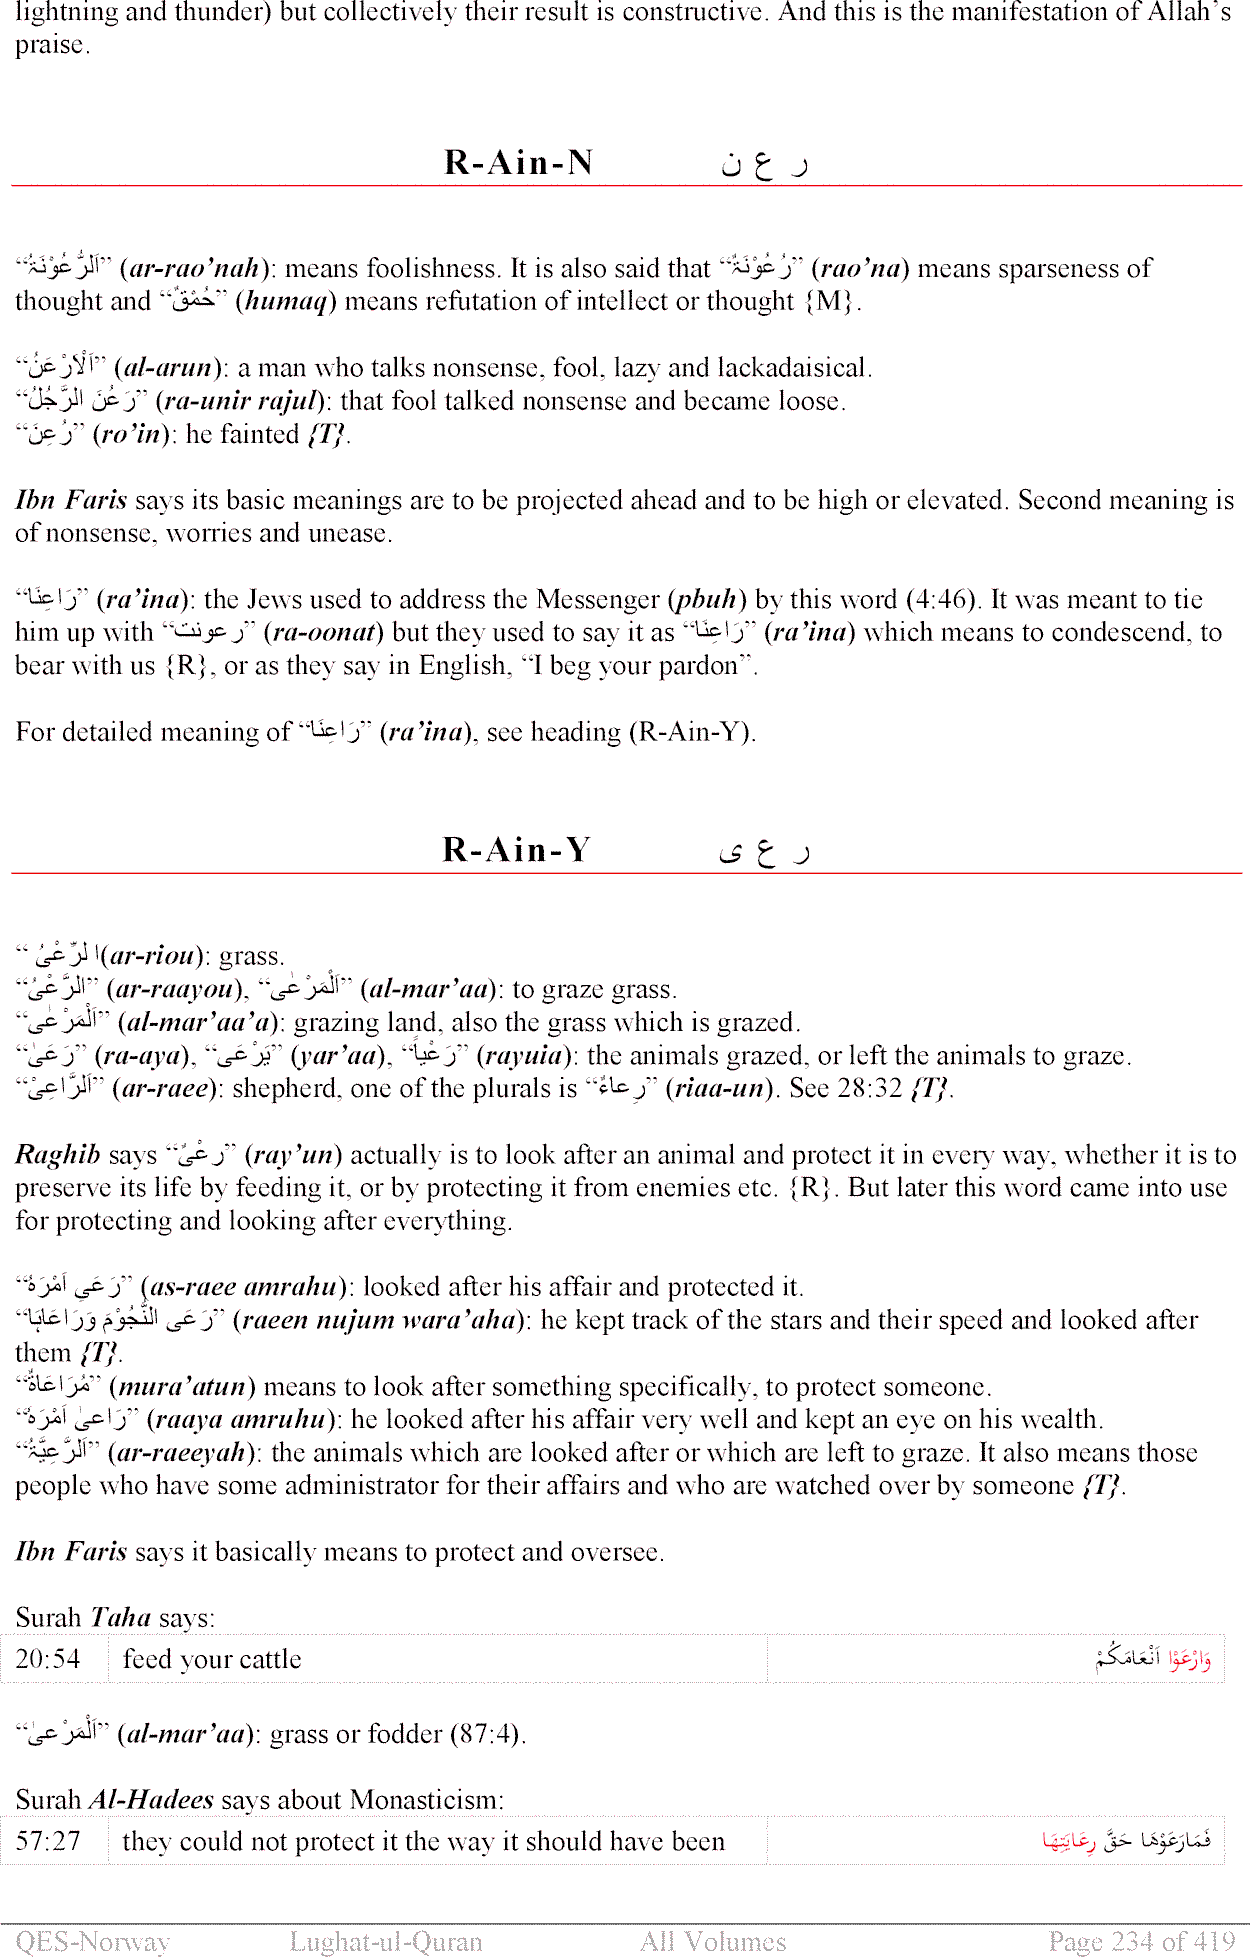 lightning and thunder) but collectively their result is constructive. And this is the manifestation of Allah’s
praise.
R-Ain-N ر ع ن
“اَلرُّعُوْنَۃُ” (ar-rao’nah): means foolishness. It is also said that “رُعُوْنَۃٌ” (rao’na) means sparseness of
thought and “حُمْقٌ” (humaq) means refutation of intellect or thought {M}.
“اَلْاَرْعَنُ” (al-arun): a man who talks nonsense, fool, lazy and lackadaisical.
“رَعُنَ الرَّجُلُ” (ra-unir rajul): that fool talked nonsense and became loose.
“رُعِنَ” (ro’in): he fainted {T}.
Ibn Faris says its basic meanings are to be projected ahead and to be high or elevated. Second meaning is
of nonsense, worries and unease.
“رَاعِنَا” (ra’ina): the Jews used to address the Messenger (pbuh) by this word (4:46). It was meant to tie
him up with “رعونت” (ra-oonat) but they used to say it as “رَاعِنَا” (ra’ina) which means to condescend, to
bear with us {R}, or as they say in English, “I beg your pardon”.
For detailed meaning of “رَاعِنَا” (ra’ina), see heading (R-Ain-Y).
R-Ain-Y ر ع ی
“ ا لرِّعْیُ(ar-riou): grass.
“الرَّعْیُ” (ar-raayou), “اَلْمَرْعٰی” (al-mar’aa): to graze grass.
“اَلْمَرْعٰی” (al-mar’aa’a): grazing land, also the grass which is grazed.
“رَعَیٰ” (ra-aya), “یَرْعَی” (yar’aa), “رَعْیاً” (rayuia): the animals grazed, or left the animals to graze.
“اَلرَّاعِیْ” (ar-raee): shepherd, one of the plurals is “رِعاءٌ” (riaa-un). See 28:32 {T}.
Raghib says “رعْیٌ” (ray’un) actually is to look after an animal and protect it in every way, whether it is to
preserve its life by feeding it, or by protecting it from enemies etc. {R}. But later this word came into use
for protecting and looking after everything.
“رَعَی اَمْرَہٗ” (as-raee amrahu): looked after his affair and protected it.
“رَعَی النُّجُوْمَ وَرَاعَاہَا” (raeen nujum wara’aha): he kept track of the stars and their speed and looked after
them {T}.
“مُرَاعَاۃٌ” (mura’atun) means to look after something specifically, to protect someone.
“رَاعیٰ اَمْرَہٗ” (raaya amruhu): he looked after his affair very well and kept an eye on his wealth.
“اَلرَّعِیَّۃُ” (ar-raeeyah): the animals which are looked after or which are left to graze. It also means those
people who have some administrator for their affairs and who are watched over by someone {T}.
Ibn Faris says it basically means to protect and oversee.
Surah Taha says:
20:54 feed your cattle وَارْعَوْا اَنْعَامَكُمْ
“اَلْمَرْعیٰ” (al-mar’aa): grass or fodder (87:4).
Surah Al-Hadees says about Monasticism:
57:27 they could not protect it the way it should have been فَمَارَعَوْهَا حَقَّ رِعَايَتِهَا
QES-Norway Lughat-ul-Quran All Volumes Page 234 of 419